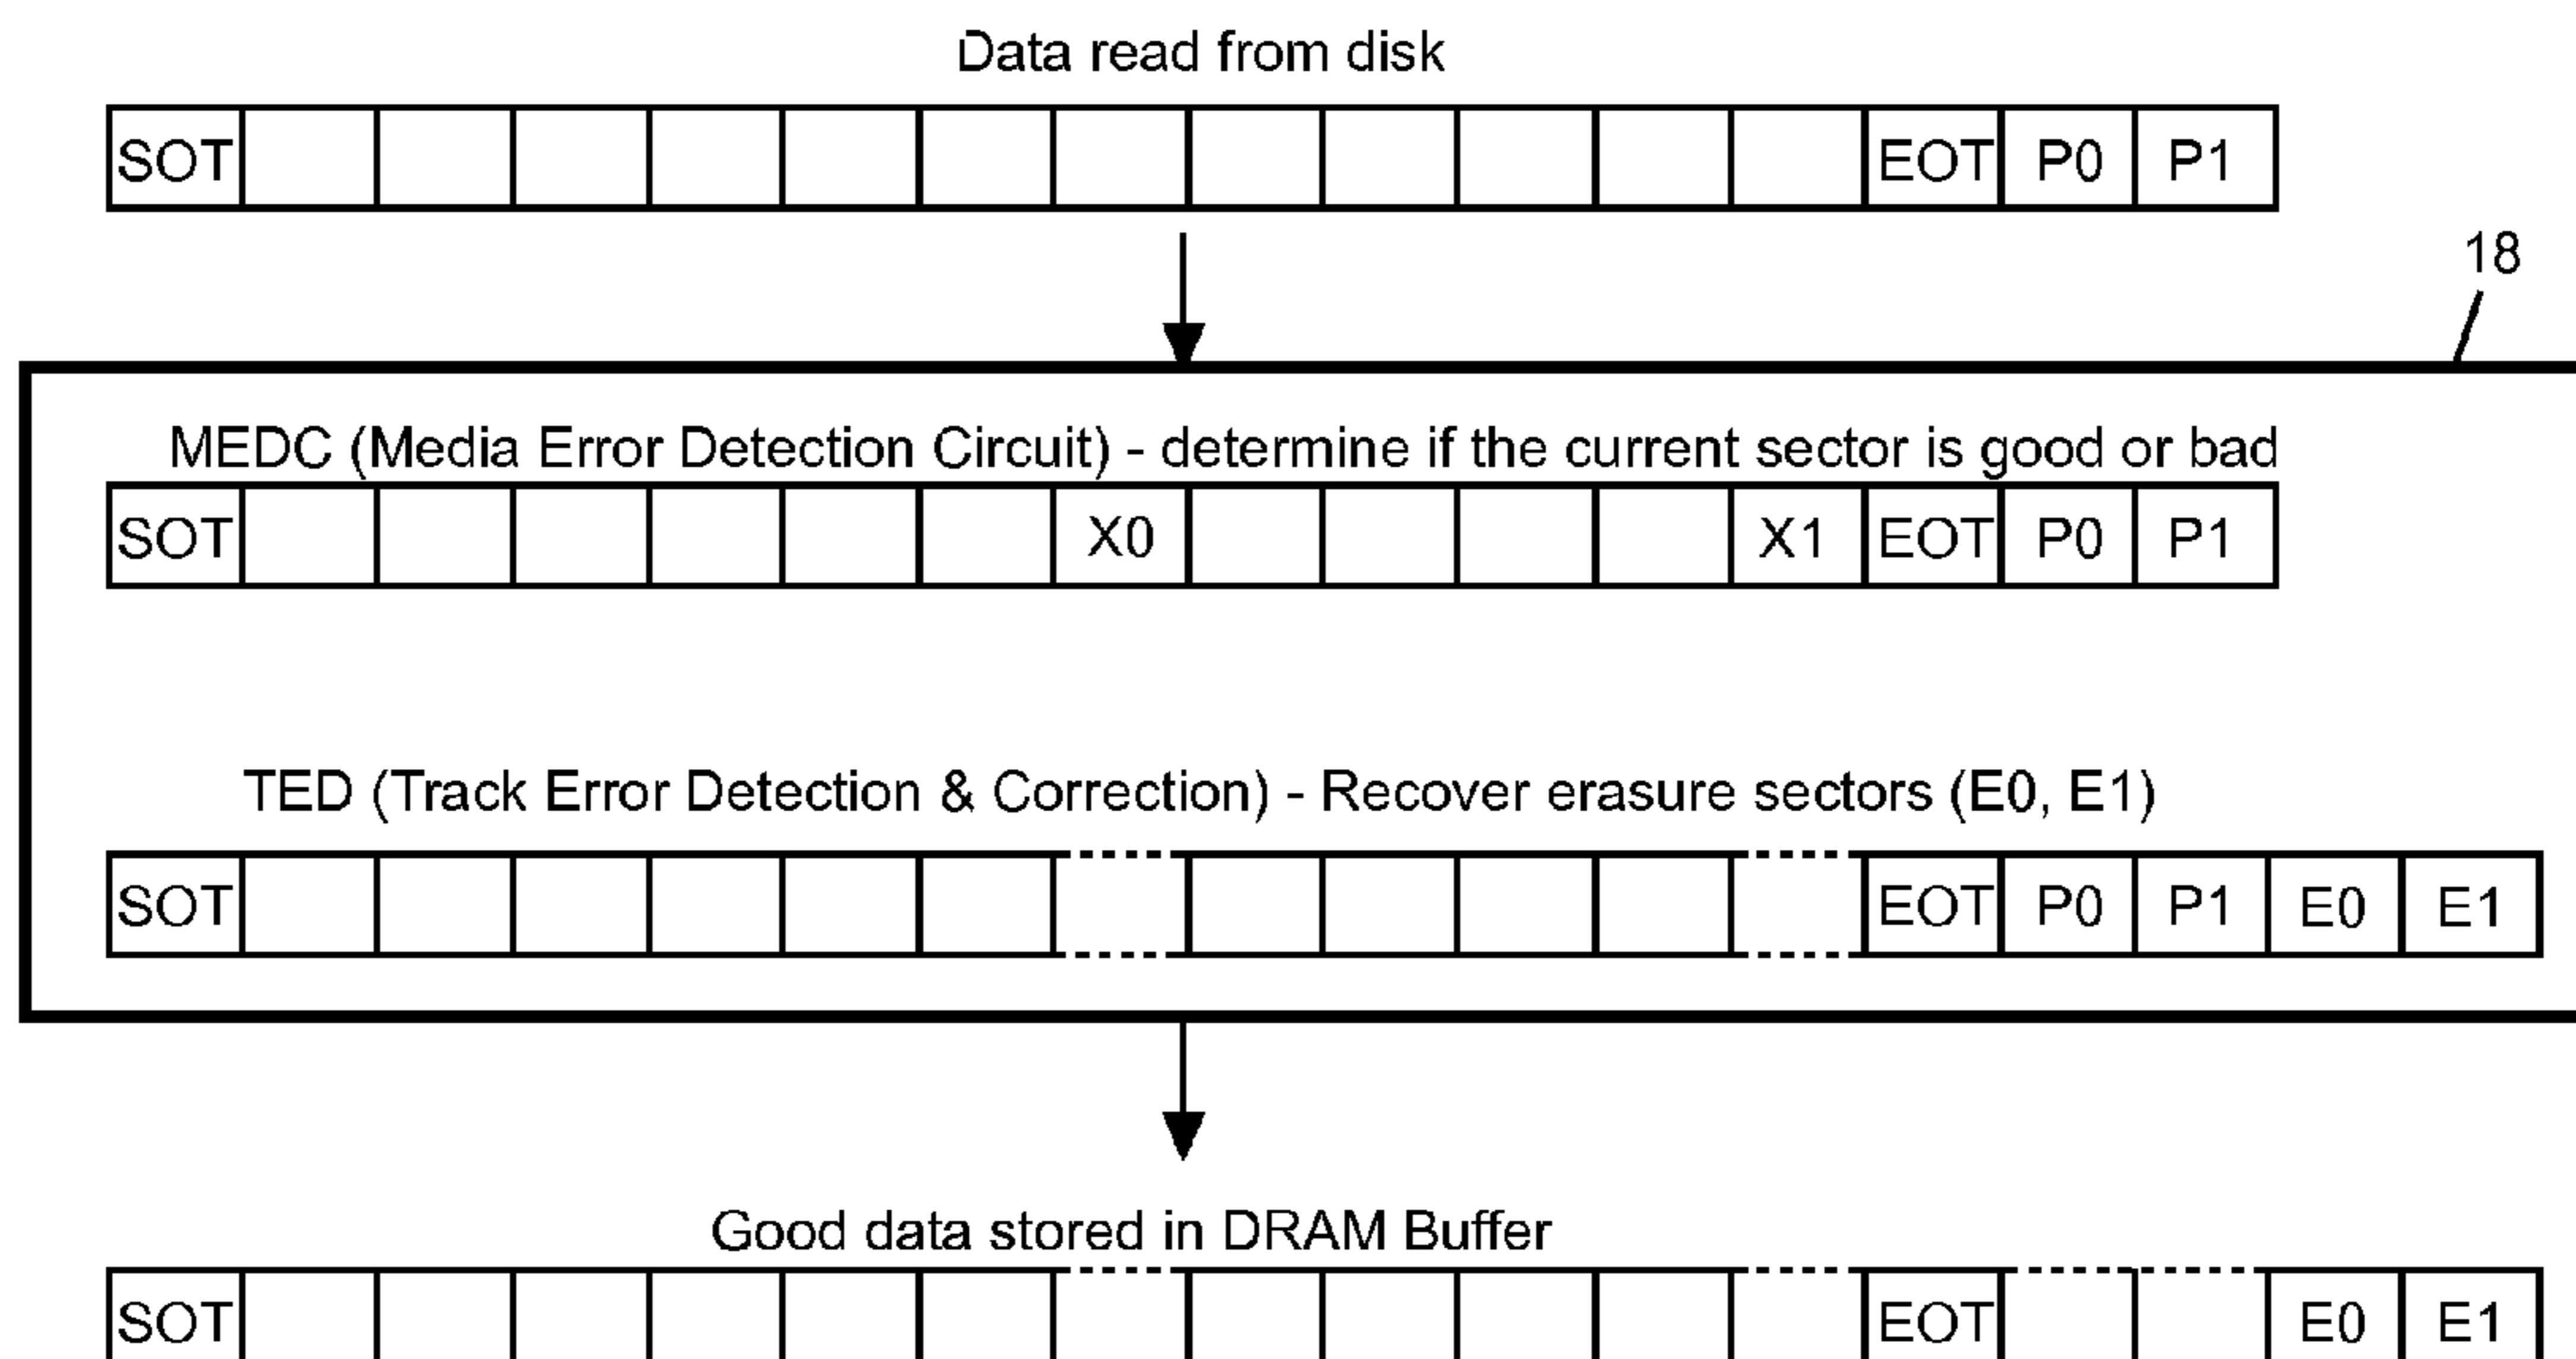 Data read from disk
SOT EOT P0 P1
18
MEDC (Media Error Detection Circuit) - determine if the current sector is good or bad
SOT X0 X1 EOT P0 P1
TED (Track Error Detection & Correction) - Recover erasure sectors (E0, E1)
SOT EOT P0 P1 E0 E1
Good data stored in DRAM Buffer
SOT EOT E0 E1